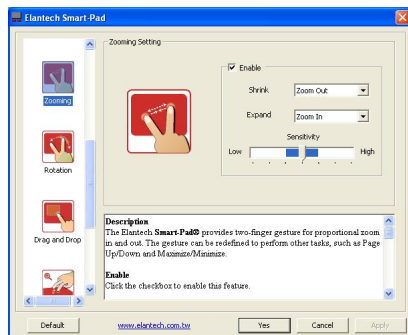 Elantech Smart-Pad
Zooming Setting
Zooming
Rotation
Drag and Drop
Enable
Shrink
Zoom Out
Expand
Zoom In
Sensitivity
Low
High
Description
The Elantech Smart-Pad® provides two-finger gesture for proportional zoom
in and out. The gesture can be redefined to perform other tasks, such as Page
Up/Down and Maximize/Minimize.
Enable
Click the checkbox to enable this feature.
Default
www.elantech.com.tw
Yes
Cancel
Apply